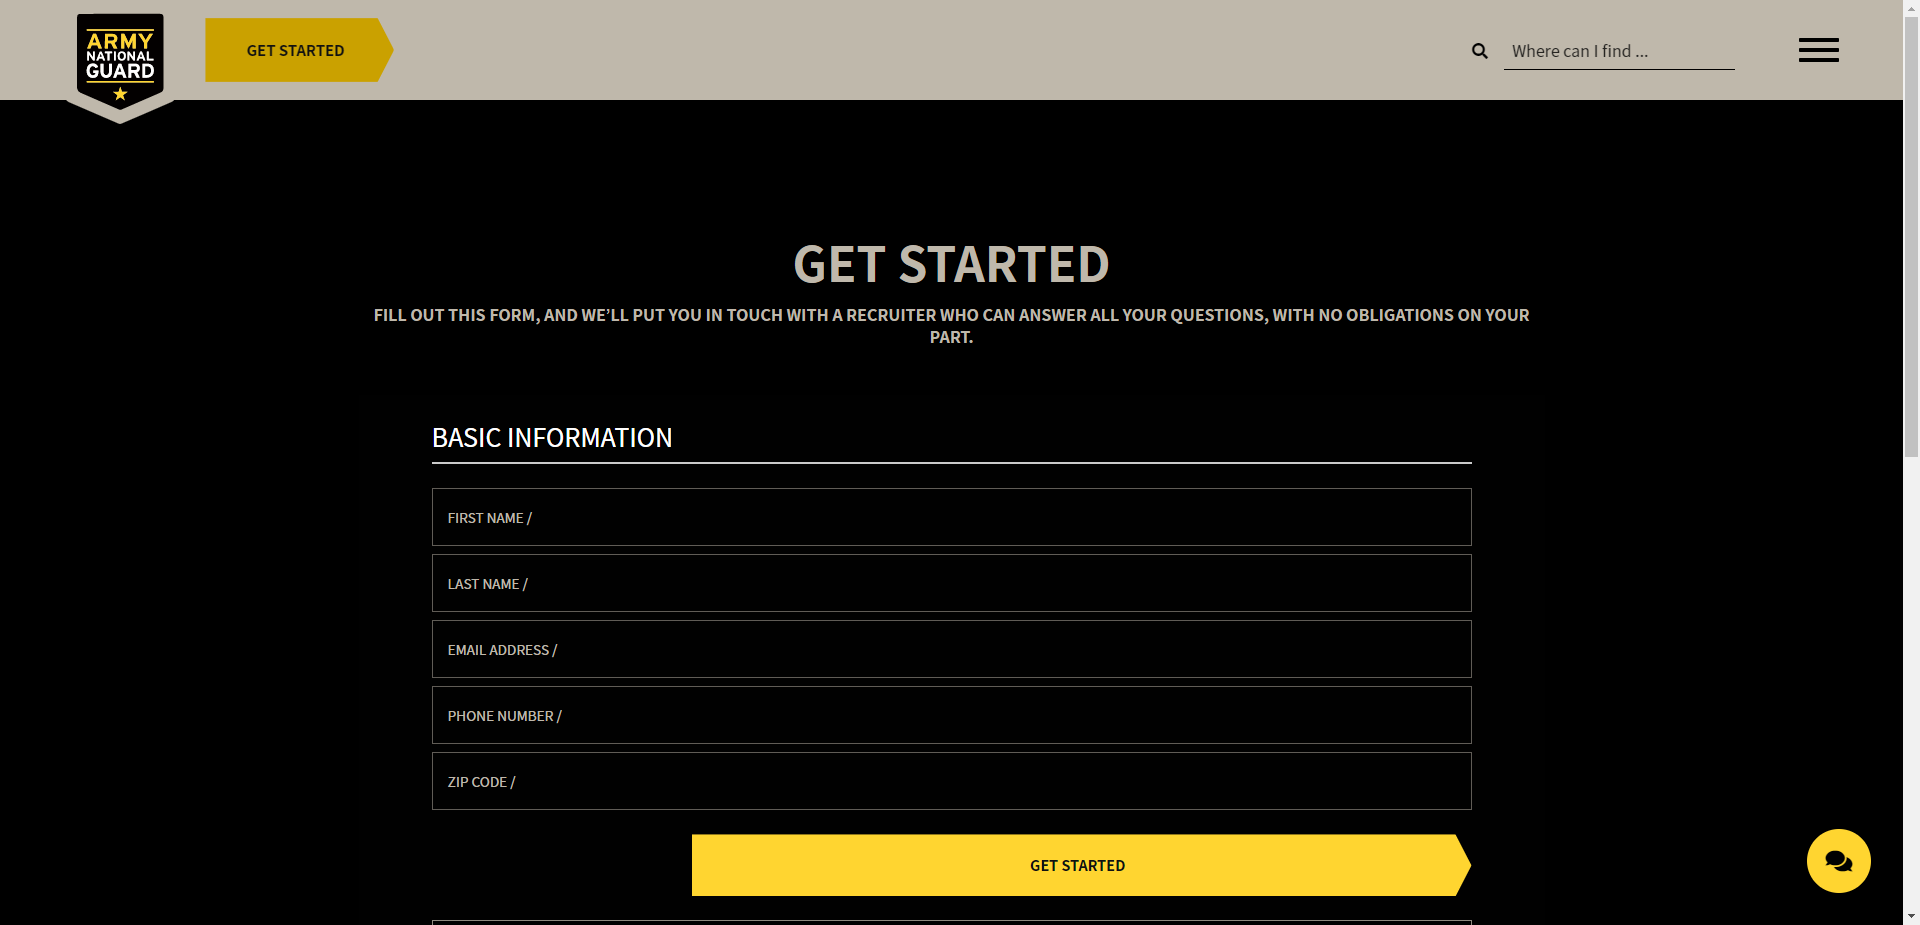 ARMY
NATIONAL
GUARD
GET STARTED
Where can I find ...
GET STARTED
FILL OUT THIS FORM, AND WE’LL PUT YOU IN TOUCH WITH A RECRUITER WHO CAN ANSWER ALL YOUR QUESTIONS, WITH NO OBLIGATIONS ON YOUR
PART.
BASIC INFORMATION
FIRST NAME /
LAST NAME /
EMAIL ADDRESS /
PHONE NUMBER /
ZIP CODE /
GET STARTED